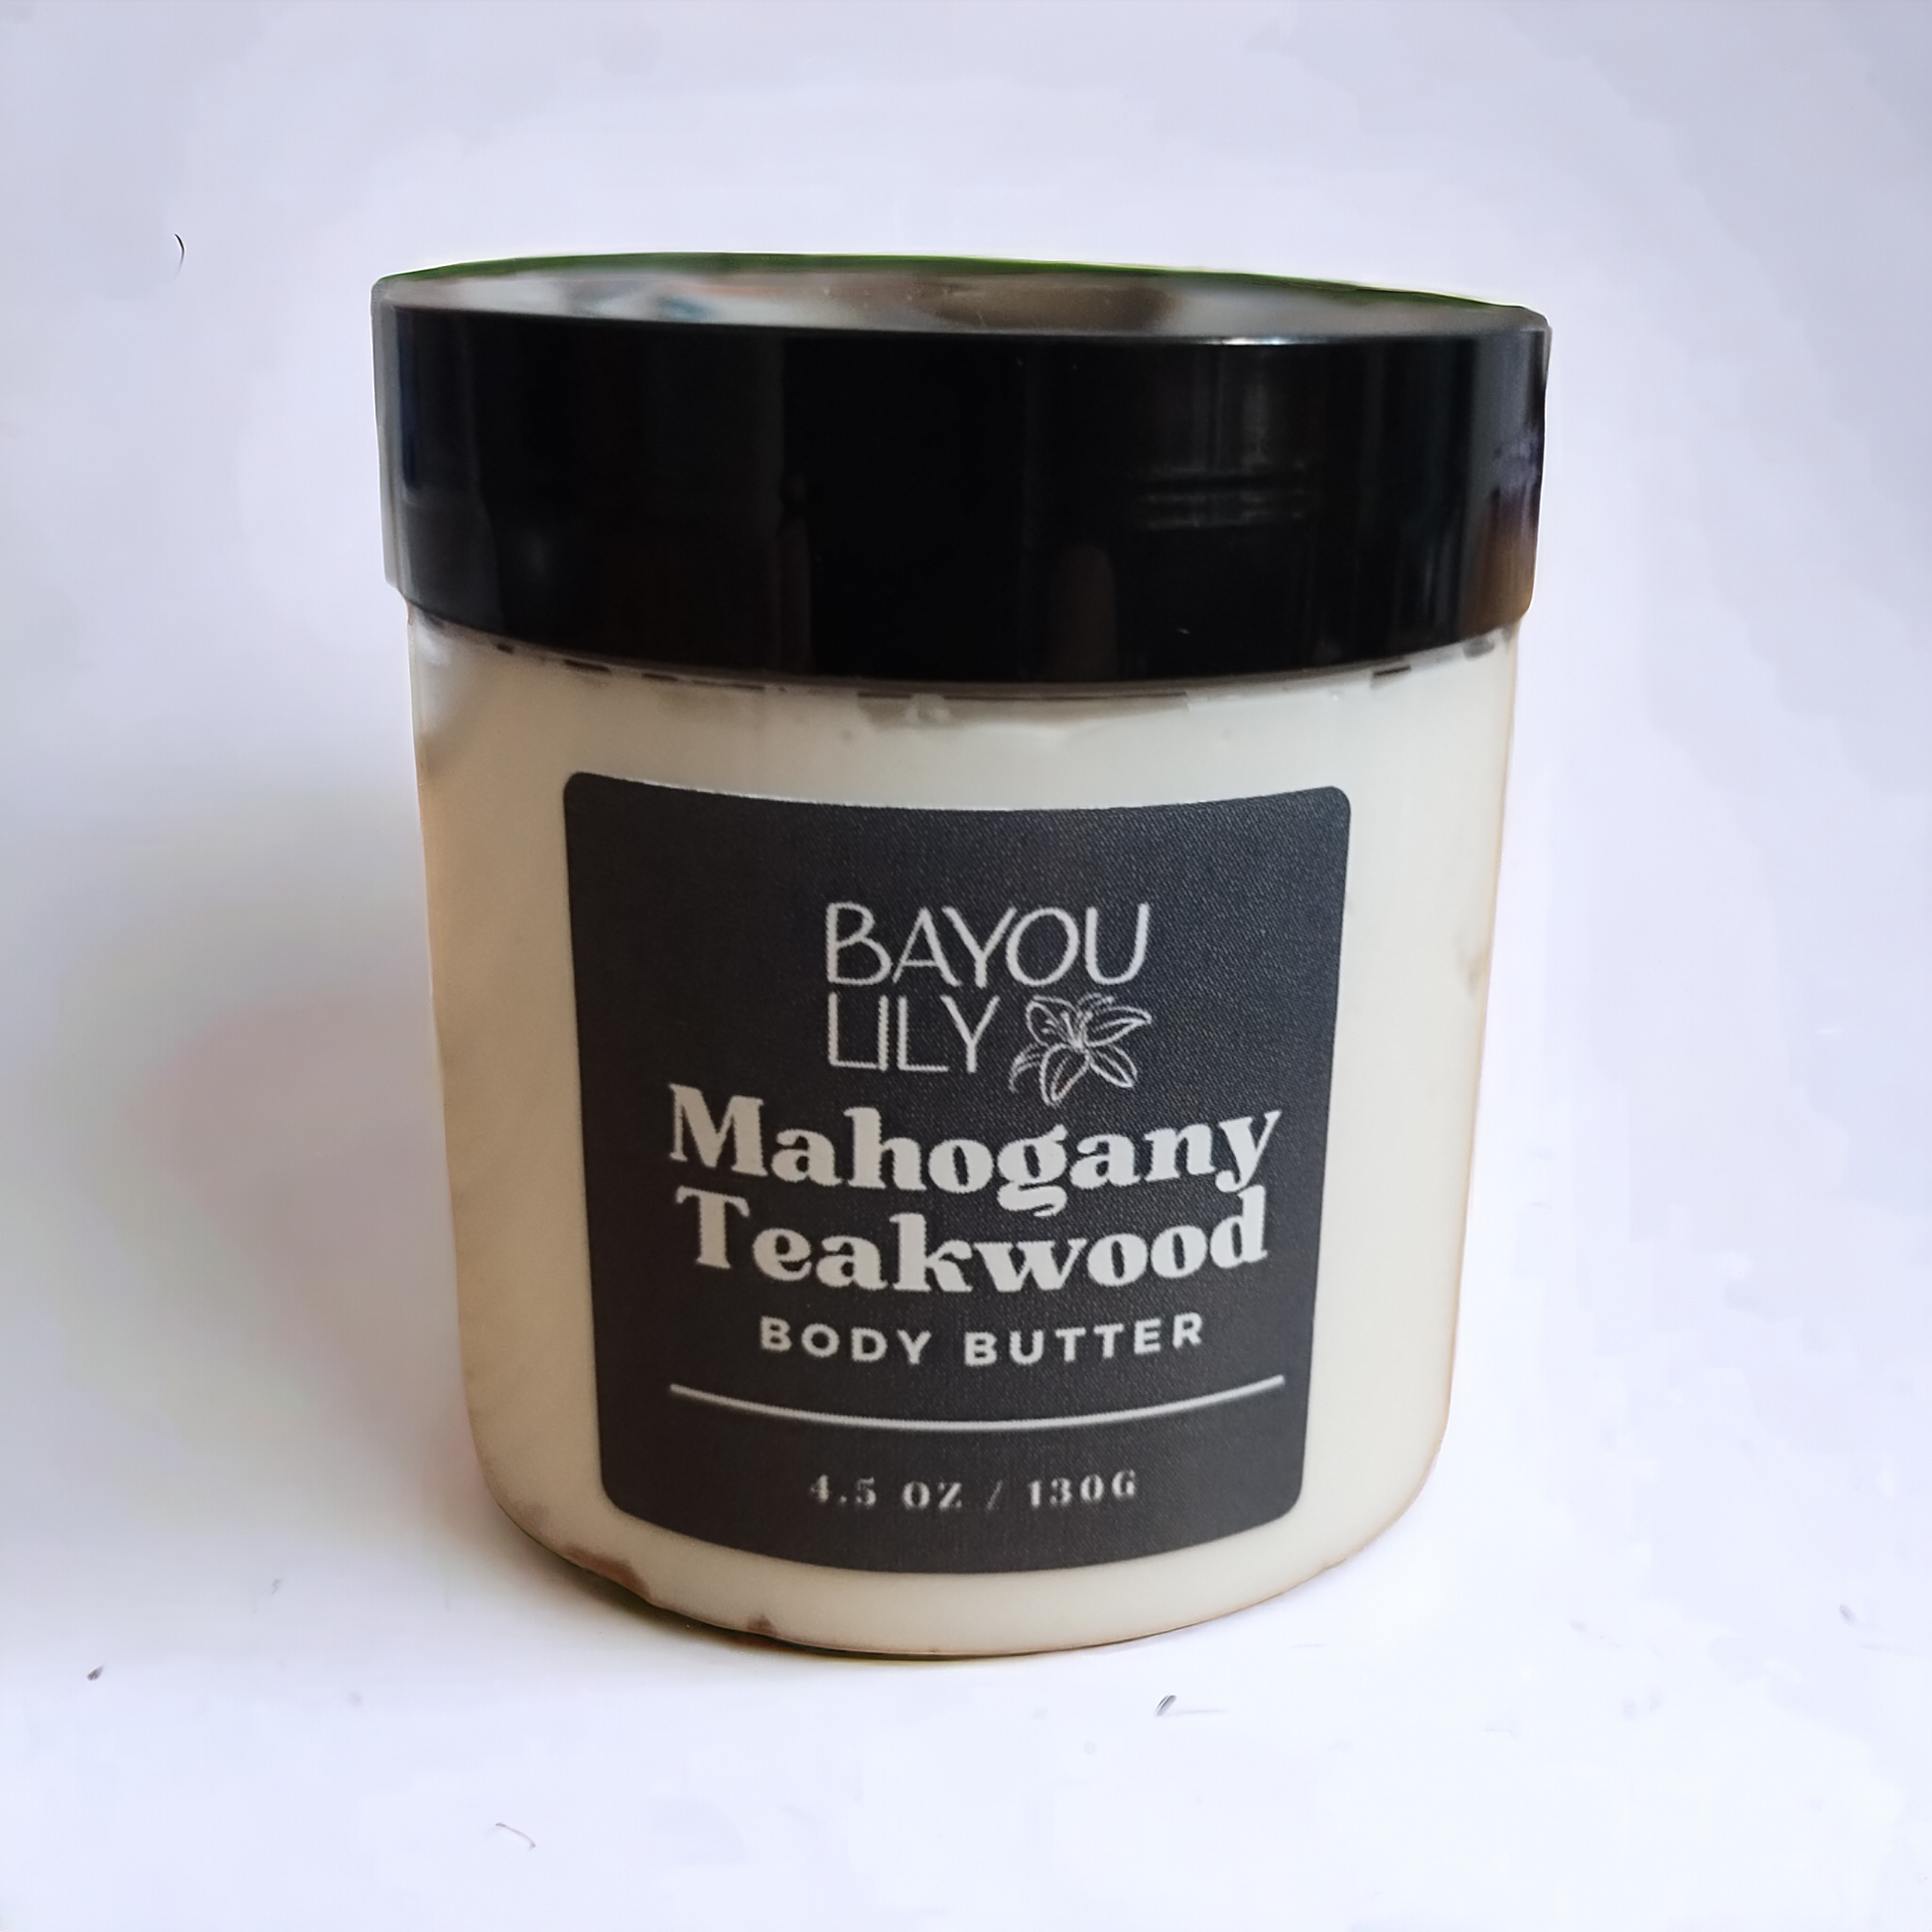 BAYOU
LILY
Mahogany
Teakwood
BODY BUTTER
4.5 OZ / 130G